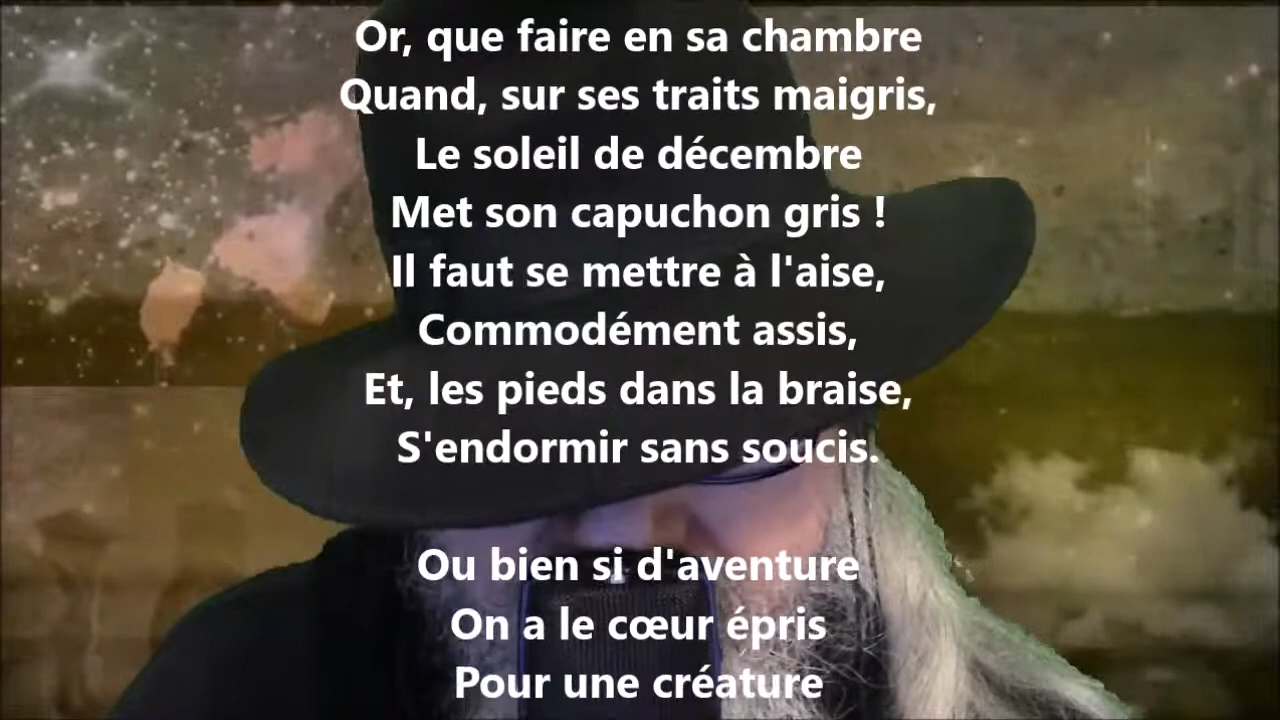 Or, que faire en sa chambre
Quand, sur ses traits maigris,
Le soleil de décembre
Met son capuchon gris !
Il faut se mettre à l'aise,
Commodément assis,
Et, les pieds dans la braise,
S'endormir sans soucis.
Ou bien si d'aventure
On a le cœur épris
Pour une créature